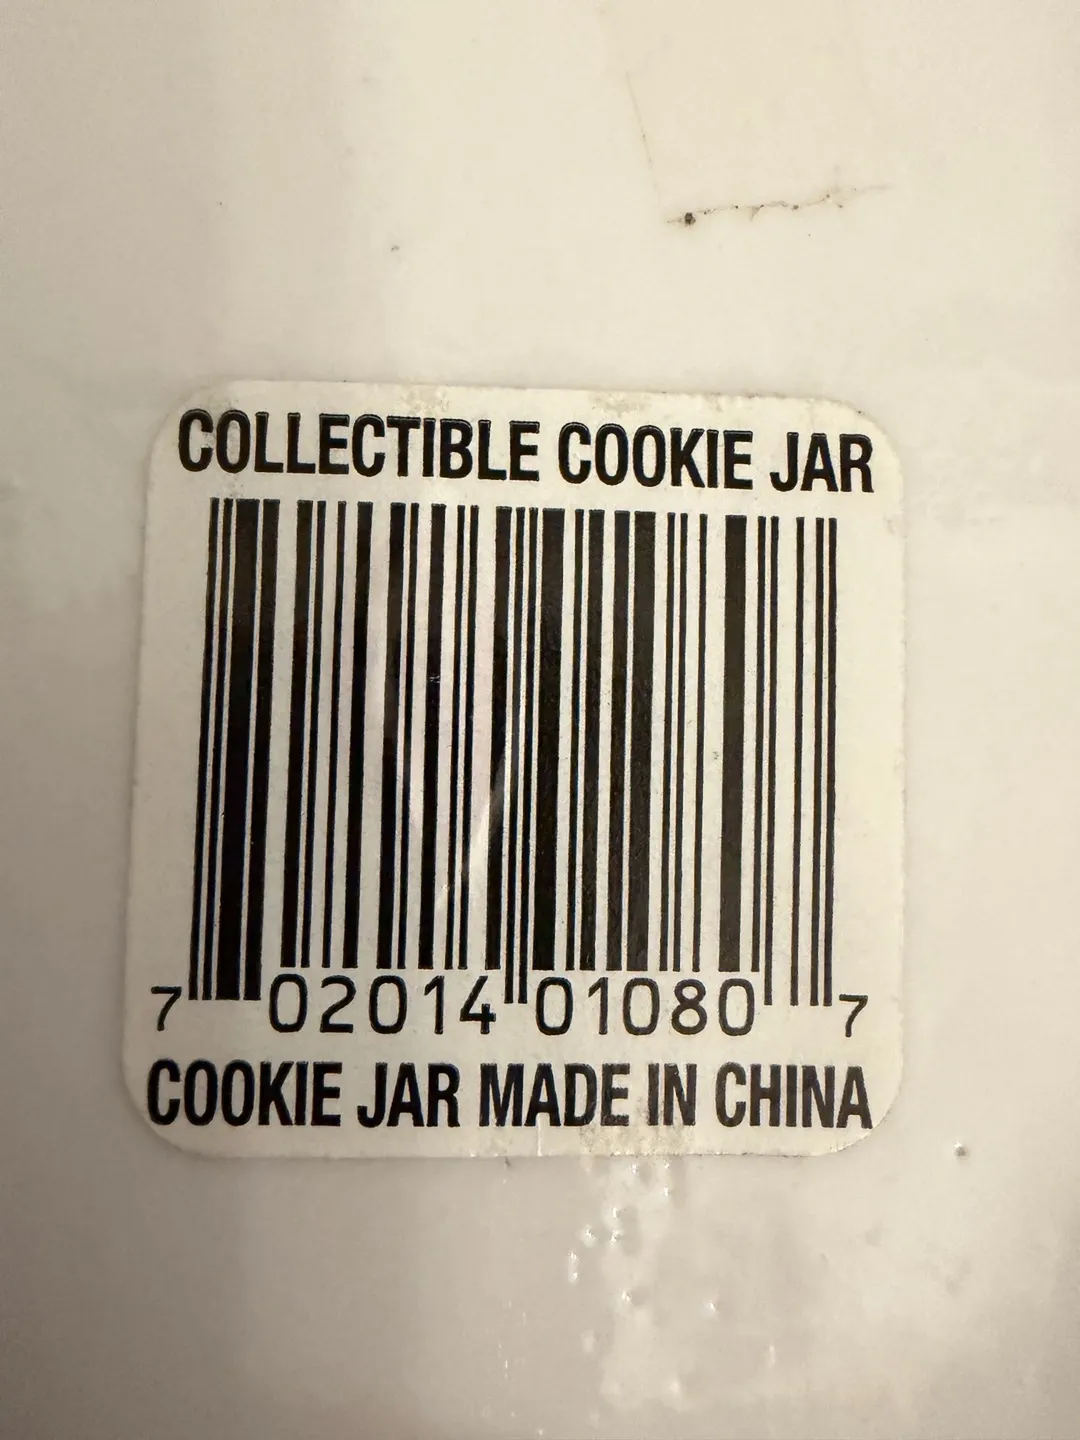 COLLECTIBLE COOKIE JAR
7 02014 01080 7
COOKIE JAR MADE IN CHINA